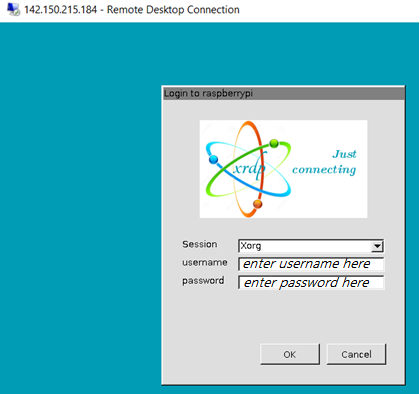 142.150.215.184 - Remote Desktop Connection
Login to raspberrypi
xrdp
Just
connecting
Session Xorg
username enter username here
password enter password here
OK Cancel